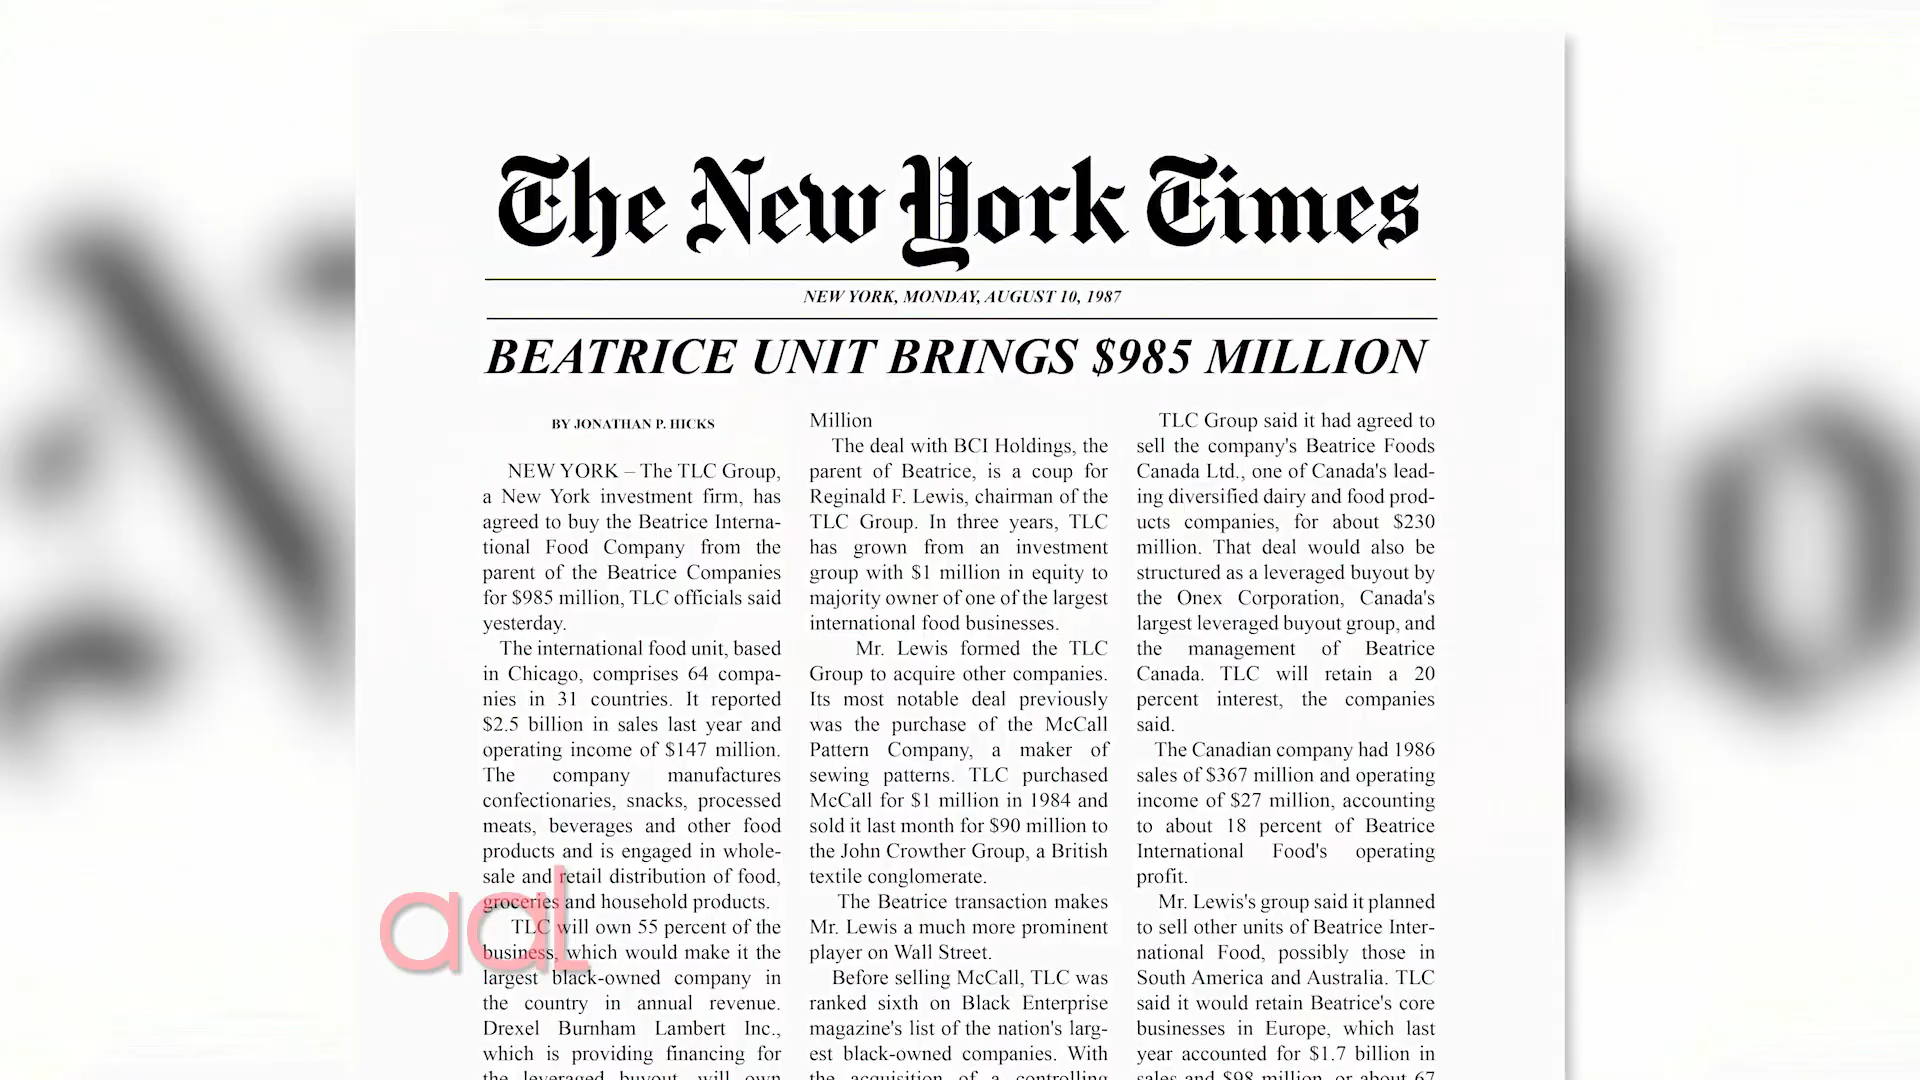 The New York Times
NEW YORK, MONDAY, AUGUST 10, 1987
BEATRICE UNIT BRINGS $985 MILLION
BY JONATHAN P. HICKS
NEW YORK – The TLC Group,
a New York investment firm, has
agreed to buy the Beatrice Interna-
tional Food Company from the
parent of the Beatrice Companies
for $985 million, TLC officials said
yesterday.
The international food unit, based
in Chicago, comprises 64 compa-
nies in 31 countries. It reported
$2.5 billion in sales last year and
operating income of $147 million.
The company manufactures
confectionaries, snacks, processed
meats, beverages and other food
products and is engaged in whole-
sale and retail distribution of food,
groceries and household products.
TLC will own 55 percent of the
business, which would make it the
largest black-owned company in
the country in annual revenue.
Drexel Burnham Lambert Inc.,
which is providing financing for
the leveraged buyout, will own
Million
The deal with BCI Holdings, the
parent of Beatrice, is a coup for
Reginald F. Lewis, chairman of the
TLC Group. In three years, TLC
has grown from an investment
group with $1 million in equity to
majority owner of one of the largest
international food businesses.
Mr. Lewis formed the TLC
Group to acquire other companies.
Its most notable deal previously
was the purchase of the McCall
Pattern Company, a maker of
sewing patterns. TLC purchased
McCall for $1 million in 1984 and
sold it last month for $90 million to
the John Crowther Group, a British
textile conglomerate.
The Beatrice transaction makes
Mr. Lewis a much more prominent
player on Wall Street.
Before selling McCall, TLC was
ranked sixth on Black Enterprise
magazine's list of the nation's larg-
est black-owned companies. With
the acquisition of a controlling
TLC Group said it had agreed to
sell the company's Beatrice Foods
Canada Ltd., one of Canada's lead-
ing diversified dairy and food prod-
ucts companies, for about $230
million. That deal would also be
structured as a leveraged buyout by
the Onex Corporation, Canada's
largest leveraged buyout group, and
the management of Beatrice
Canada. TLC will retain a 20
percent interest, the companies
said.
The Canadian company had 1986
sales of $367 million and operating
income of $27 million, accounting
to about 18 percent of Beatrice
International Food's operating
profit.
Mr. Lewis's group said it planned
to sell other units of Beatrice Inter-
national Food, possibly those in
South America and Australia. TLC
said it would retain Beatrice's core
businesses in Europe, which last
year accounted for $1.7 billion in
sales and $98 million, or about 67
aal